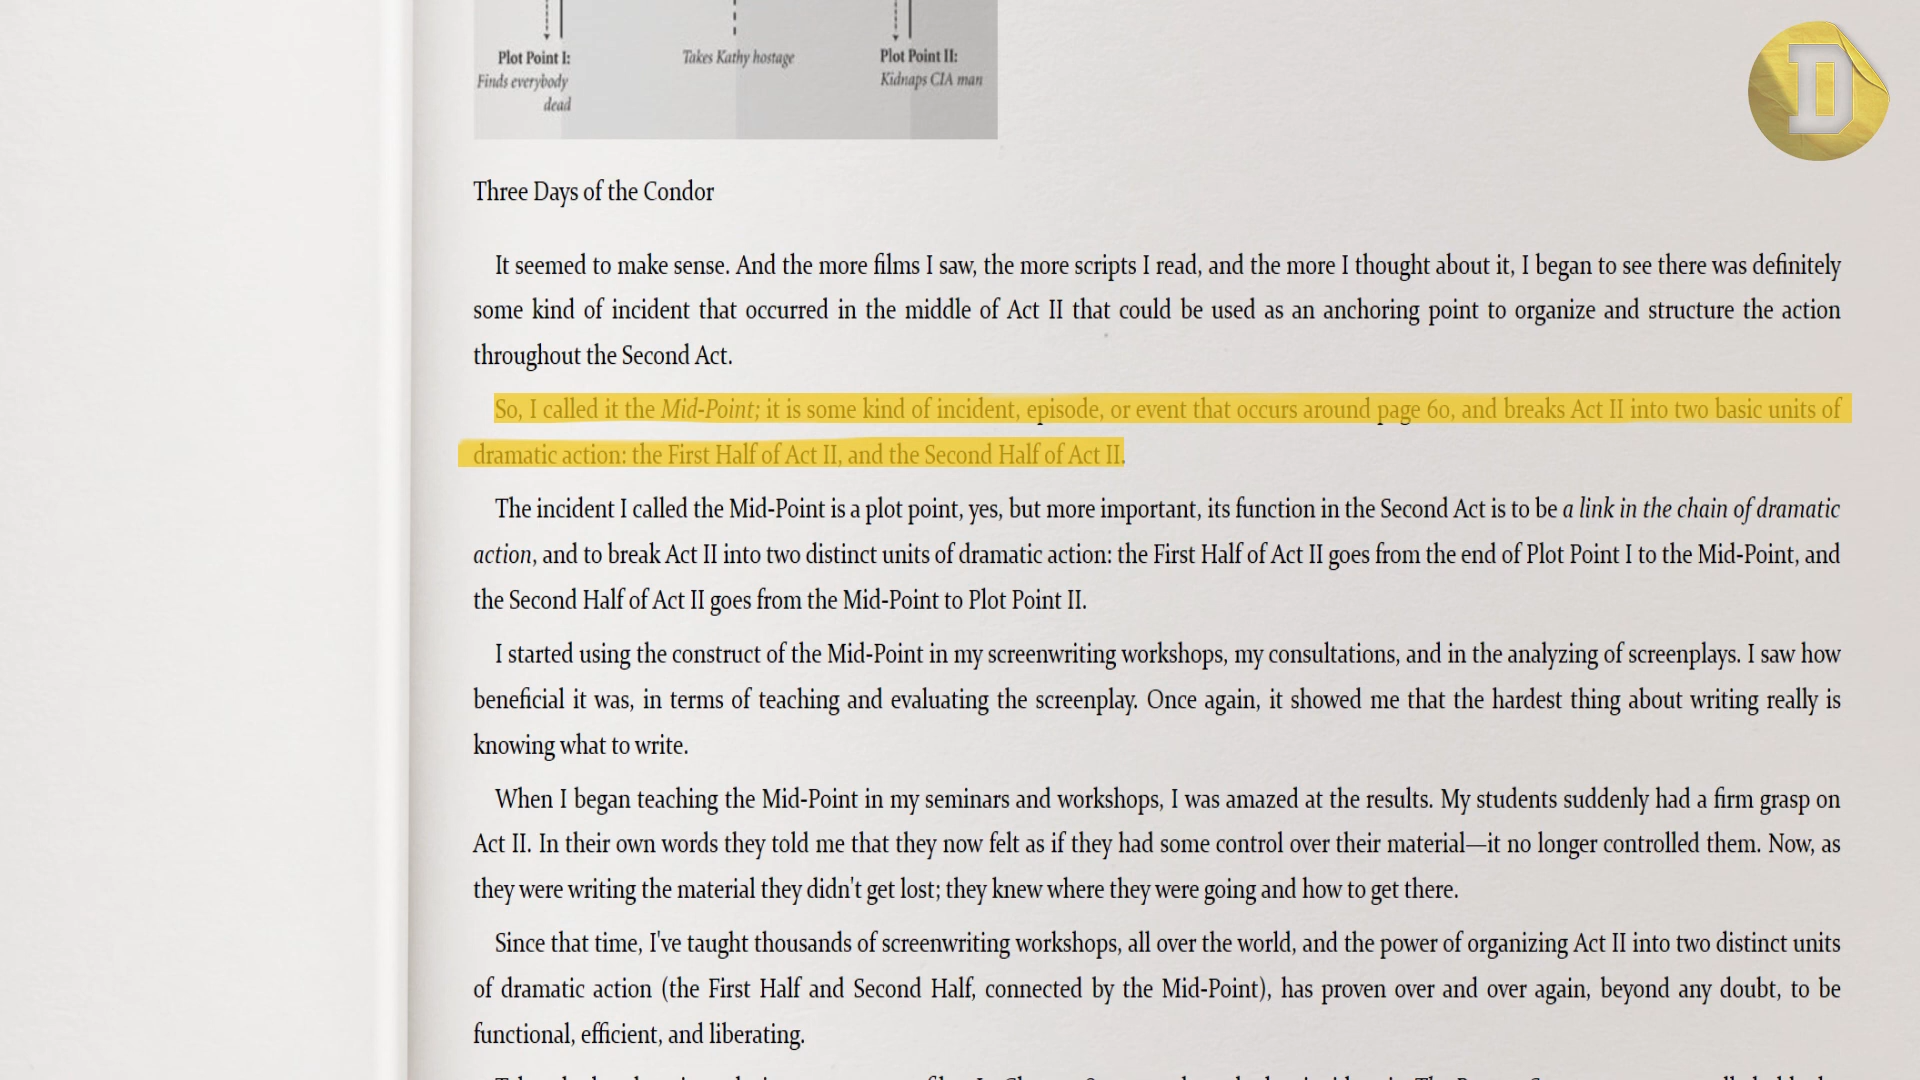 Plot Point I:
Finds everybody
dead
Takes Kathy hostage
Plot Point II:
Kidnaps CIA man
D
Three Days of the Condor
It seemed to make sense. And the more films I saw, the more scripts I read, and the more I thought about it, I began to see there was definitely
some kind of incident that occurred in the middle of Act II that could be used as an anchoring point to organize and structure the action
throughout the Second Act.
So, I called it the Mid-Point; it is some kind of incident, episode, or event that occurs around page 60, and breaks Act II into two basic units of
dramatic action: the First Half of Act II, and the Second Half of Act II.
The incident I called the Mid-Point is a plot point, yes, but more important, its function in the Second Act is to be a link in the chain of dramatic
action, and to break Act II into two distinct units of dramatic action: the First Half of Act II goes from the end of Plot Point I to the Mid-Point, and
the Second Half of Act II goes from the Mid-Point to Plot Point II.
I started using the construct of the Mid-Point in my screenwriting workshops, my consultations, and in the analyzing of screenplays. I saw how
beneficial it was, in terms of teaching and evaluating the screenplay. Once again, it showed me that the hardest thing about writing really is
knowing what to write.
When I began teaching the Mid-Point in my seminars and workshops, I was amazed at the results. My students suddenly had a firm grasp on
Act II. In their own words they told me that they now felt as if they had some control over their material—it no longer controlled them. Now, as
they were writing the material they didn't get lost; they knew where they were going and how to get there.
Since that time, I've taught thousands of screenwriting workshops, all over the world, and the power of organizing Act II into two distinct units
of dramatic action (the First Half and Second Half, connected by the Mid-Point), has proven over and over again, beyond any doubt, to be
functional, efficient, and liberating.